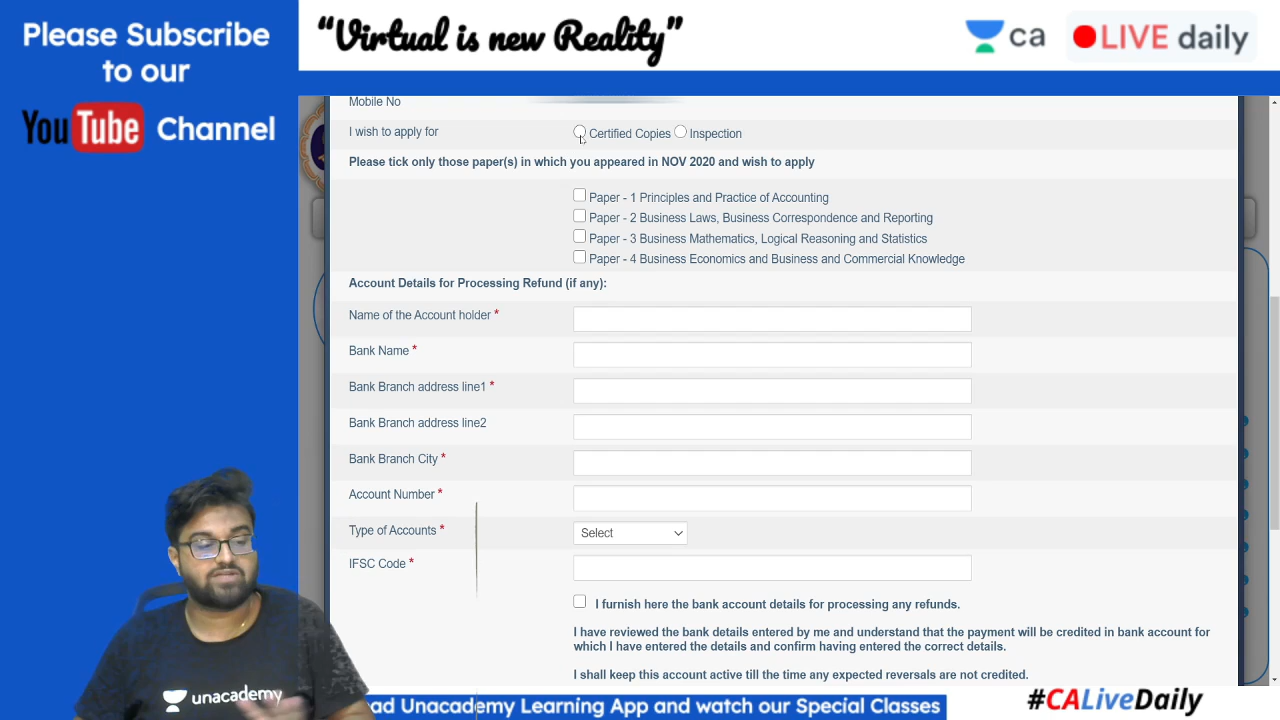 Please Subscribe
to our
YouTube Channel
“Virtual is new Reality”
ca
LIVE daily
Mobile No
I wish to apply for
Certified Copies Inspection
Please tick only those paper(s) in which you appeared in NOV 2020 and wish to apply
Paper - 1 Principles and Practice of Accounting
Paper - 2 Business Laws, Business Correspondence and Reporting
Paper - 3 Business Mathematics, Logical Reasoning and Statistics
Paper - 4 Business Economics and Business and Commercial Knowledge
Account Details for Processing Refund (if any):
Name of the Account holder *
Bank Name *
Bank Branch address line1 *
Bank Branch address line2
Bank Branch City *
Account Number *
Type of Accounts *
Select
IFSC Code *
I furnish here the bank account details for processing any refunds.
I have reviewed the bank details entered by me and understand that the payment will be credited in bank account for
which I have entered the details and confirm having entered the correct details.
I shall keep this account active till the time any expected reversals are not credited.
unacademy
ad Unacademy Learning App and watch our Special Classes
#CALiveDaily